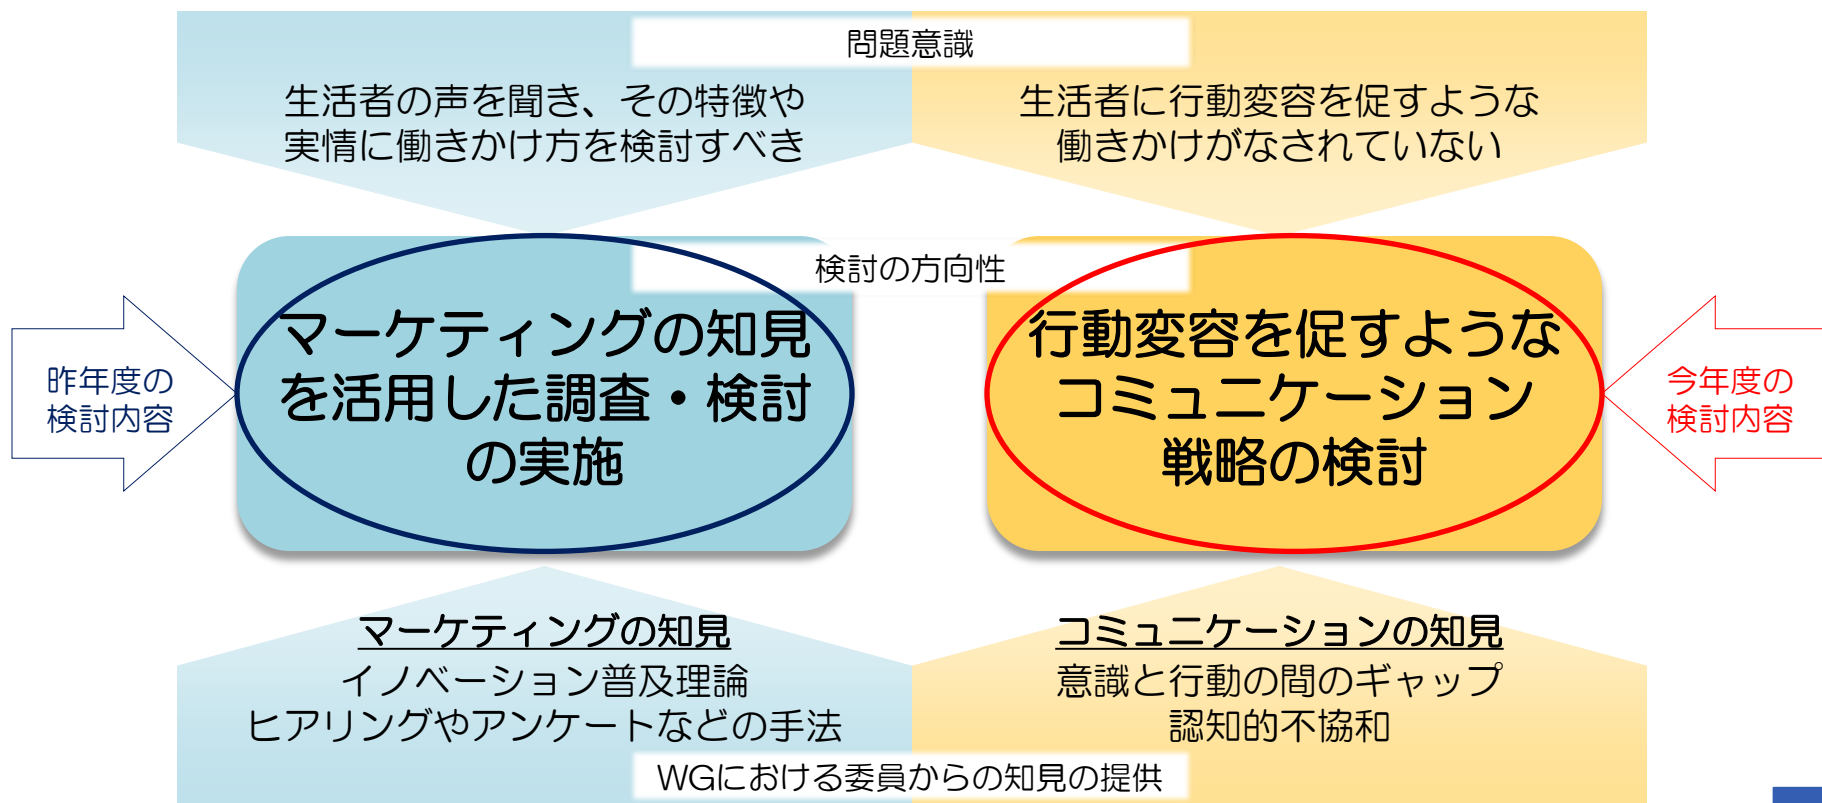 問題意識
生活者の声を聞き、その特徴や
実情に働きかけ方を検討すべき
生活者に行動変容を促すような
働きかけがなされていない
検討の方向性
昨年度の
検討内容
マーケティングの知見
を活用した調査・検討
の実施
行動変容を促すような
コミュニケーション
戦略の検討
今年度の
検討内容
マーケティングの知見
イノベーション普及理論
ヒアリングやアンケートなどの手法
コミュニケーションの知見
意識と行動の間のギャップ
認知的不協和
WGにおける委員からの知見の提供